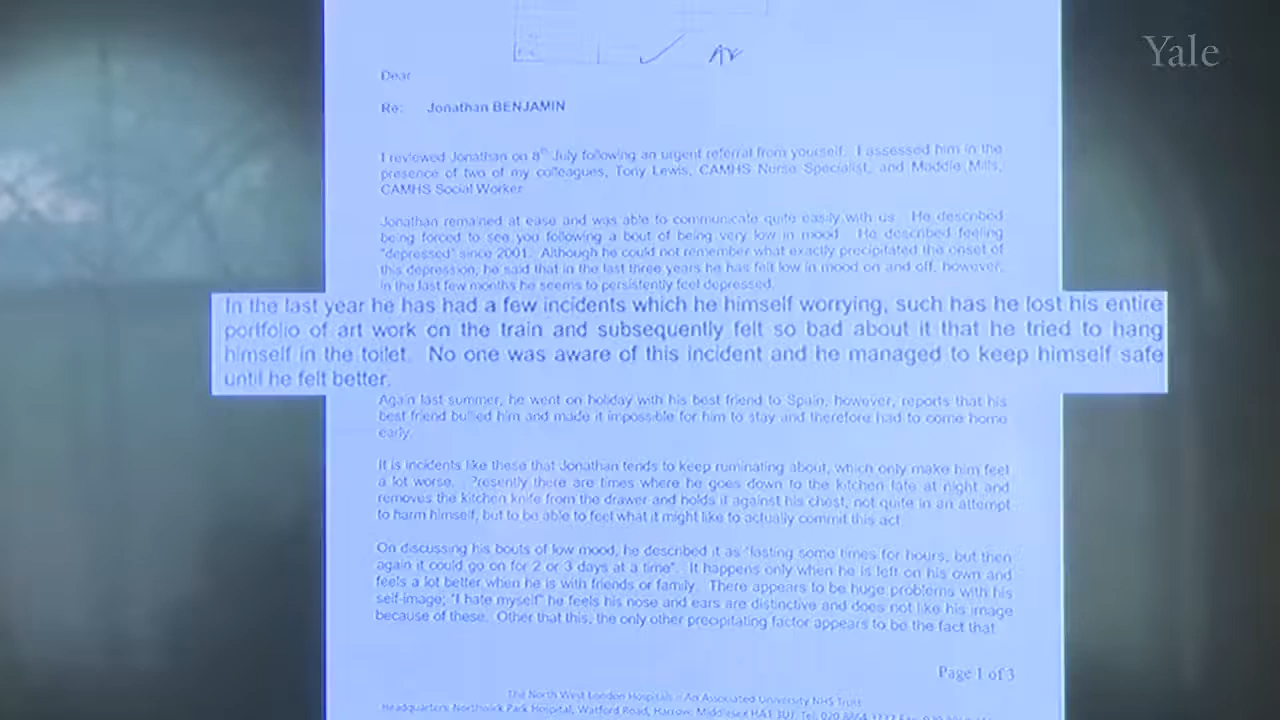 Yale
Dear
Re: Jonathan BENJAMIN
I reviewed Jonathan on 8th July following an urgent referral from yourself. I assessed him in the
presence of two of my colleagues, Tony Lewis, CAMHS Nurse Specialist, and Maddie Mills,
CAMHS Social Worker
Jonathan remained at ease and was able to communicate quite easily with us. He described
being forced to see you following a bout of being very low in mood. He described feeling
"depressed" since 2001. Although he could not remember what exactly precipitated the onset of
this depression, he said that in the last three years he has felt low in mood on and off, however,
in the last few months he seems to persistently feel depressed.
In the last year he has had a few incidents which he himself worrying, such has he lost his entire
portfolio of art work on the train and subsequently felt so bad about it that he tried to hang
himself in the toilet. No one was aware of this incident and he managed to keep himself safe
until he felt better.
Again last summer, he went on holiday with his best friend to Spain, however, reports that his
best friend bullied him and made it impossible for him to stay and therefore had to come home
early.
It is incidents like these that Jonathan tends to keep ruminating about, which only make him feel
a lot worse. Presently there are times where he goes down to the kitchen late at night and
removes the kitchen knife from the drawer and holds it against his chest, not quite in an attempt
to harm himself, but to be able to feel what it might like to actually commit this act
On discussing his bouts of low mood, he described it as "lasting some times for hours, but then
again it could go on for 2 or 3 days at a time". It happens only when he is left on his own and
feels a lot better when he is with friends or family. There appears to be huge problems with his
self-image; "I hate myself" he feels his nose and ears are distinctive and does not like his image
because of these. Other that this, the only other precipitating factor appears to be the fact that
Page 1 of 3
The North West London Hospitals - An Associated University NHS Trust
Headquarters: Northwick Park Hospital, Watford Road, Harrow, Middlesex HA1 3UJ. Tel: 020 8864